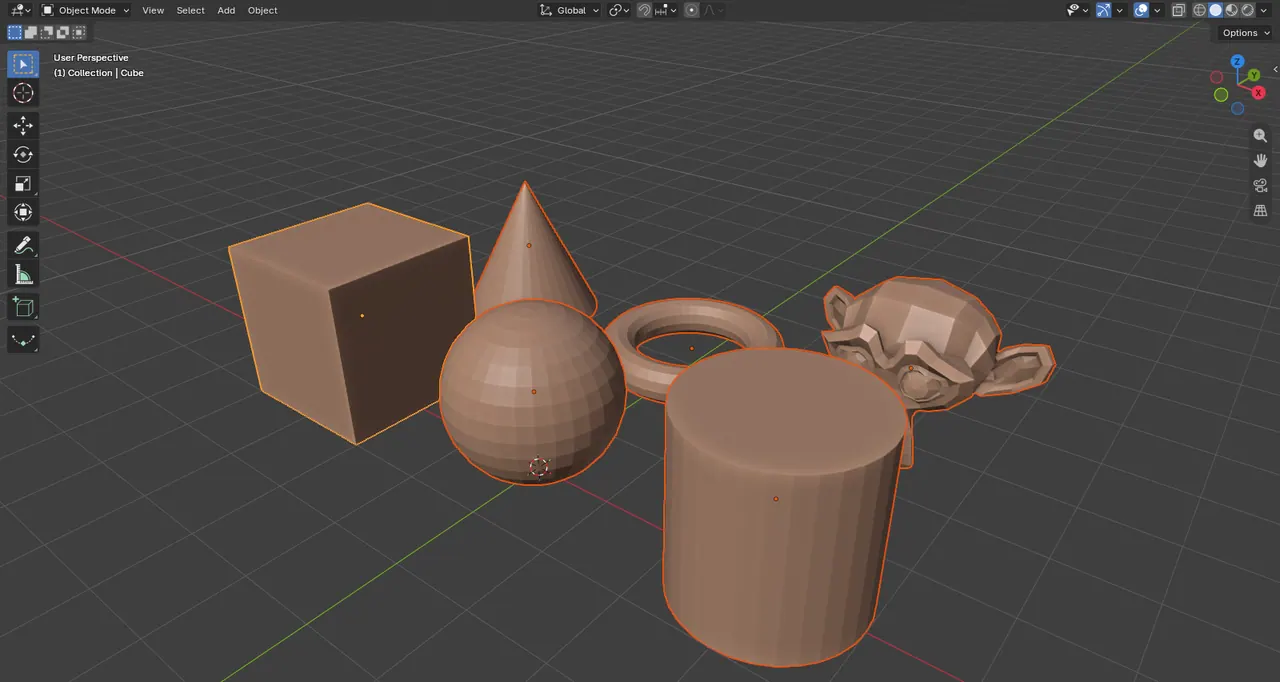 Object Mode View Select Add Object Global
Options
User Perspective
(1) Collection | Cube
Z
Y
X